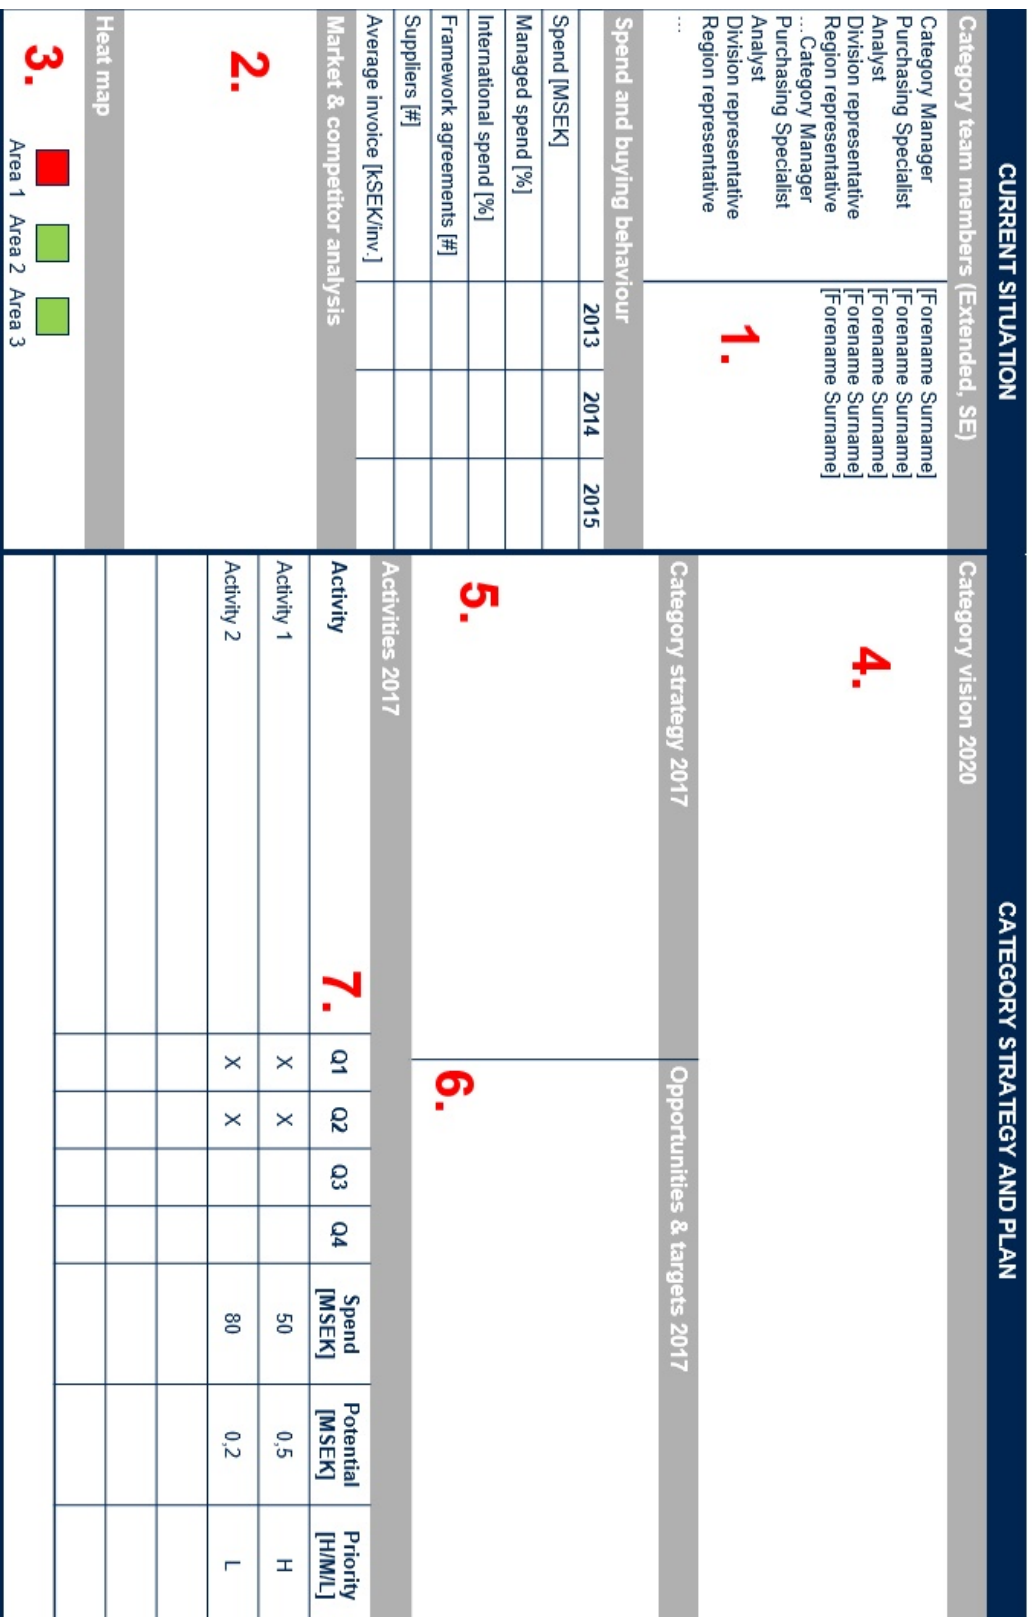 CURRENT SITUATION
Category team members (Extended, SE)
Category Manager [Forename Surname]
Purchasing Specialist [Forename Surname]
Analyst [Forename Surname]
Division representative [Forename Surname]
Region representative [Forename Surname]
...Category Manager
Purchasing Specialist
Analyst
Division representative
Region representative
...
1.
Spend and buying behaviour
2013 2014 2015
Spend [MSEK]
Managed spend [%]
International spend [%]
Framework agreements [#]
Suppliers [#]
Average invoice [kSEK/inv.]
Market & competitor analysis
2.
Heat map
3.
Area 1 Area 2 Area 3
CATEGORY STRATEGY AND PLAN
Category vision 2020
4.
Category strategy 2017
5.
Opportunities & targets 2017
6.
Activities 2017
7.
Activity Q1 Q2 Q3 Q4 Spend [MSEK] Potential [MSEK] Priority [H/M/L]
Activity 1 X X 50 0,5 H
Activity 2 X X 80 0,2 L